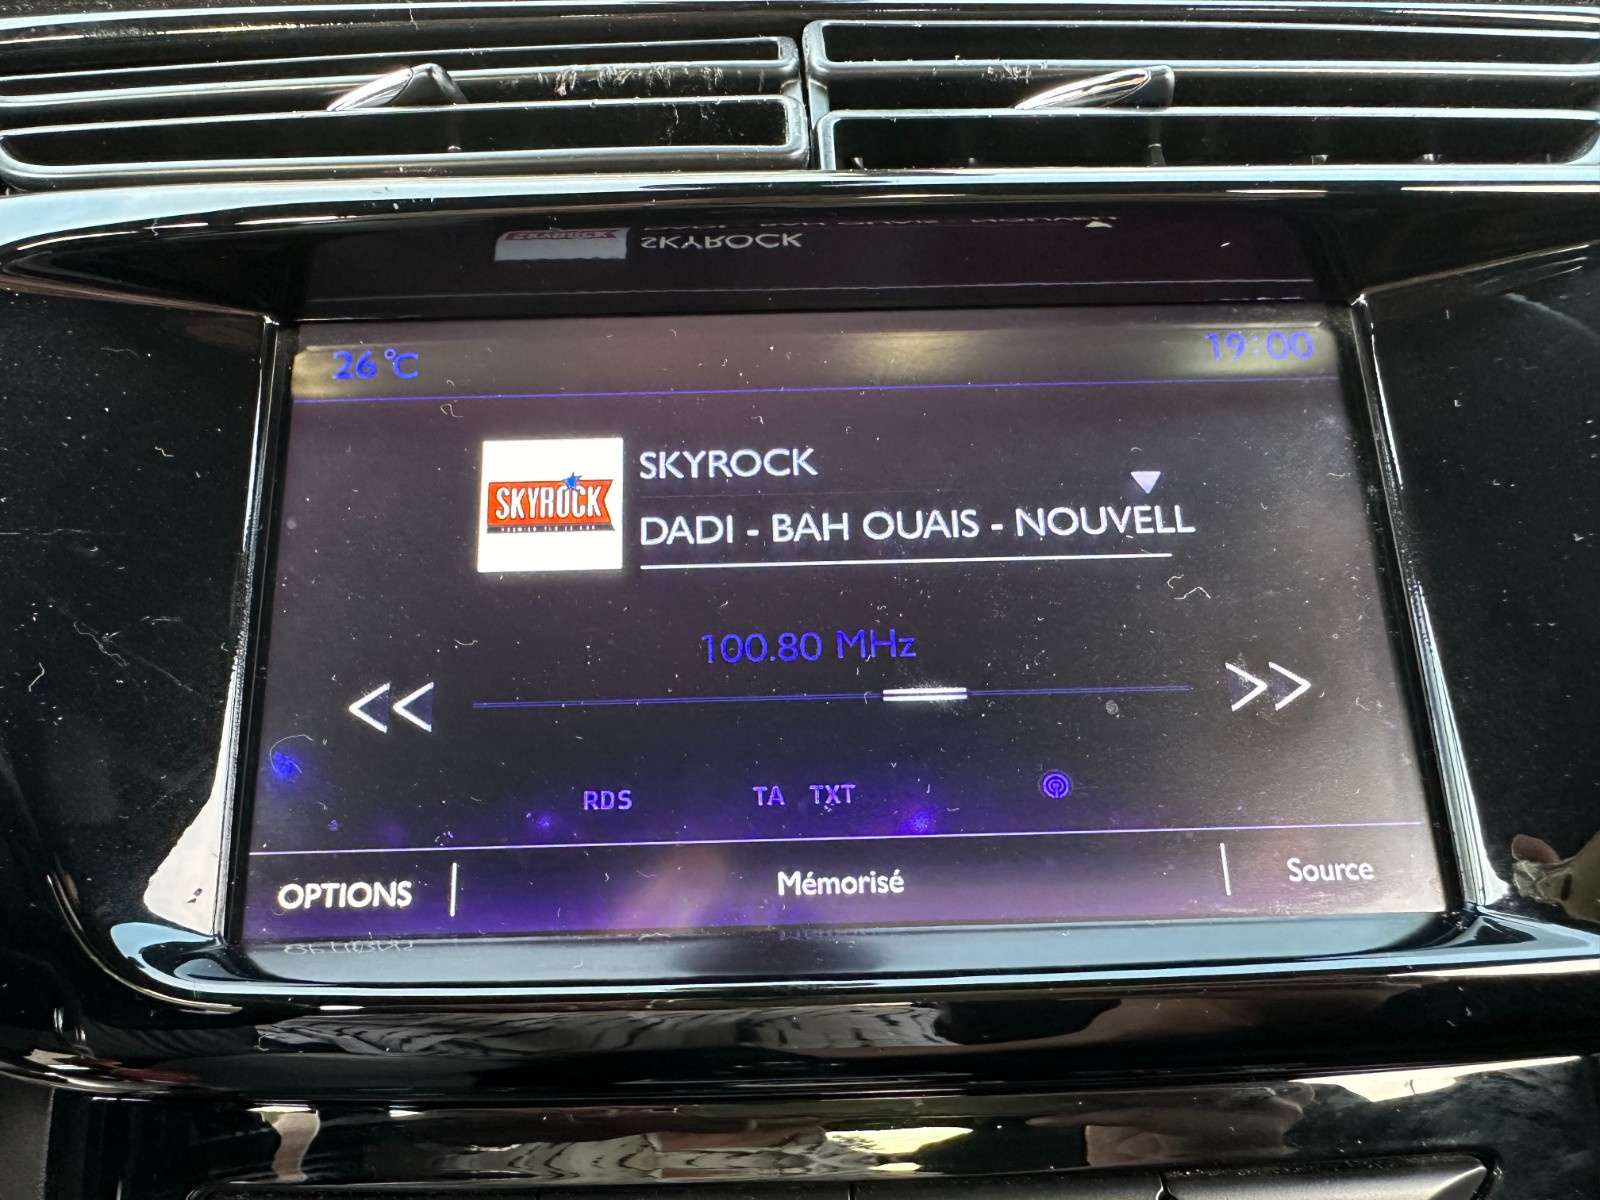 26°C
19:00
SKYROCK
SKYROCK
DADI - BAH OUAIS - NOUVELL
100.80 MHz
RDS
TA TXT
OPTIONS
Mémorisé
Source